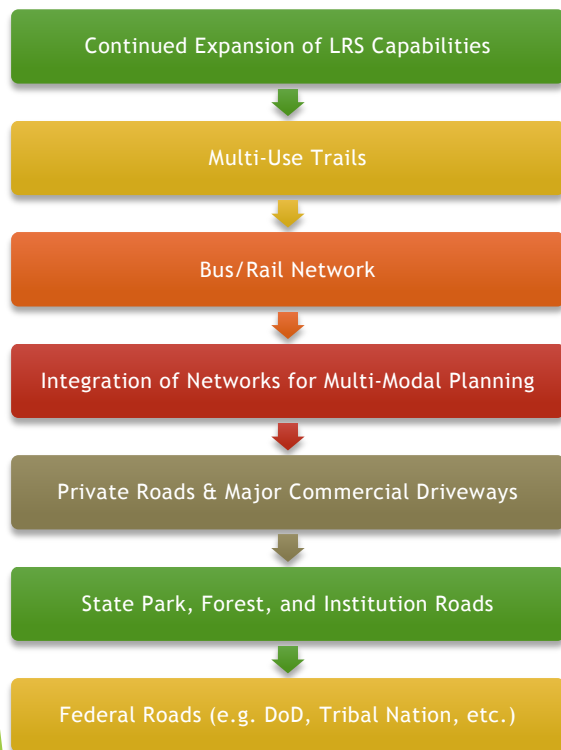 Continued Expansion of LRS Capabilities
Multi-Use Trails
Bus/Rail Network
Integration of Networks for Multi-Modal Planning
Private Roads & Major Commercial Driveways
State Park, Forest, and Institution Roads
Federal Roads (e.g. DoD, Tribal Nation, etc.)